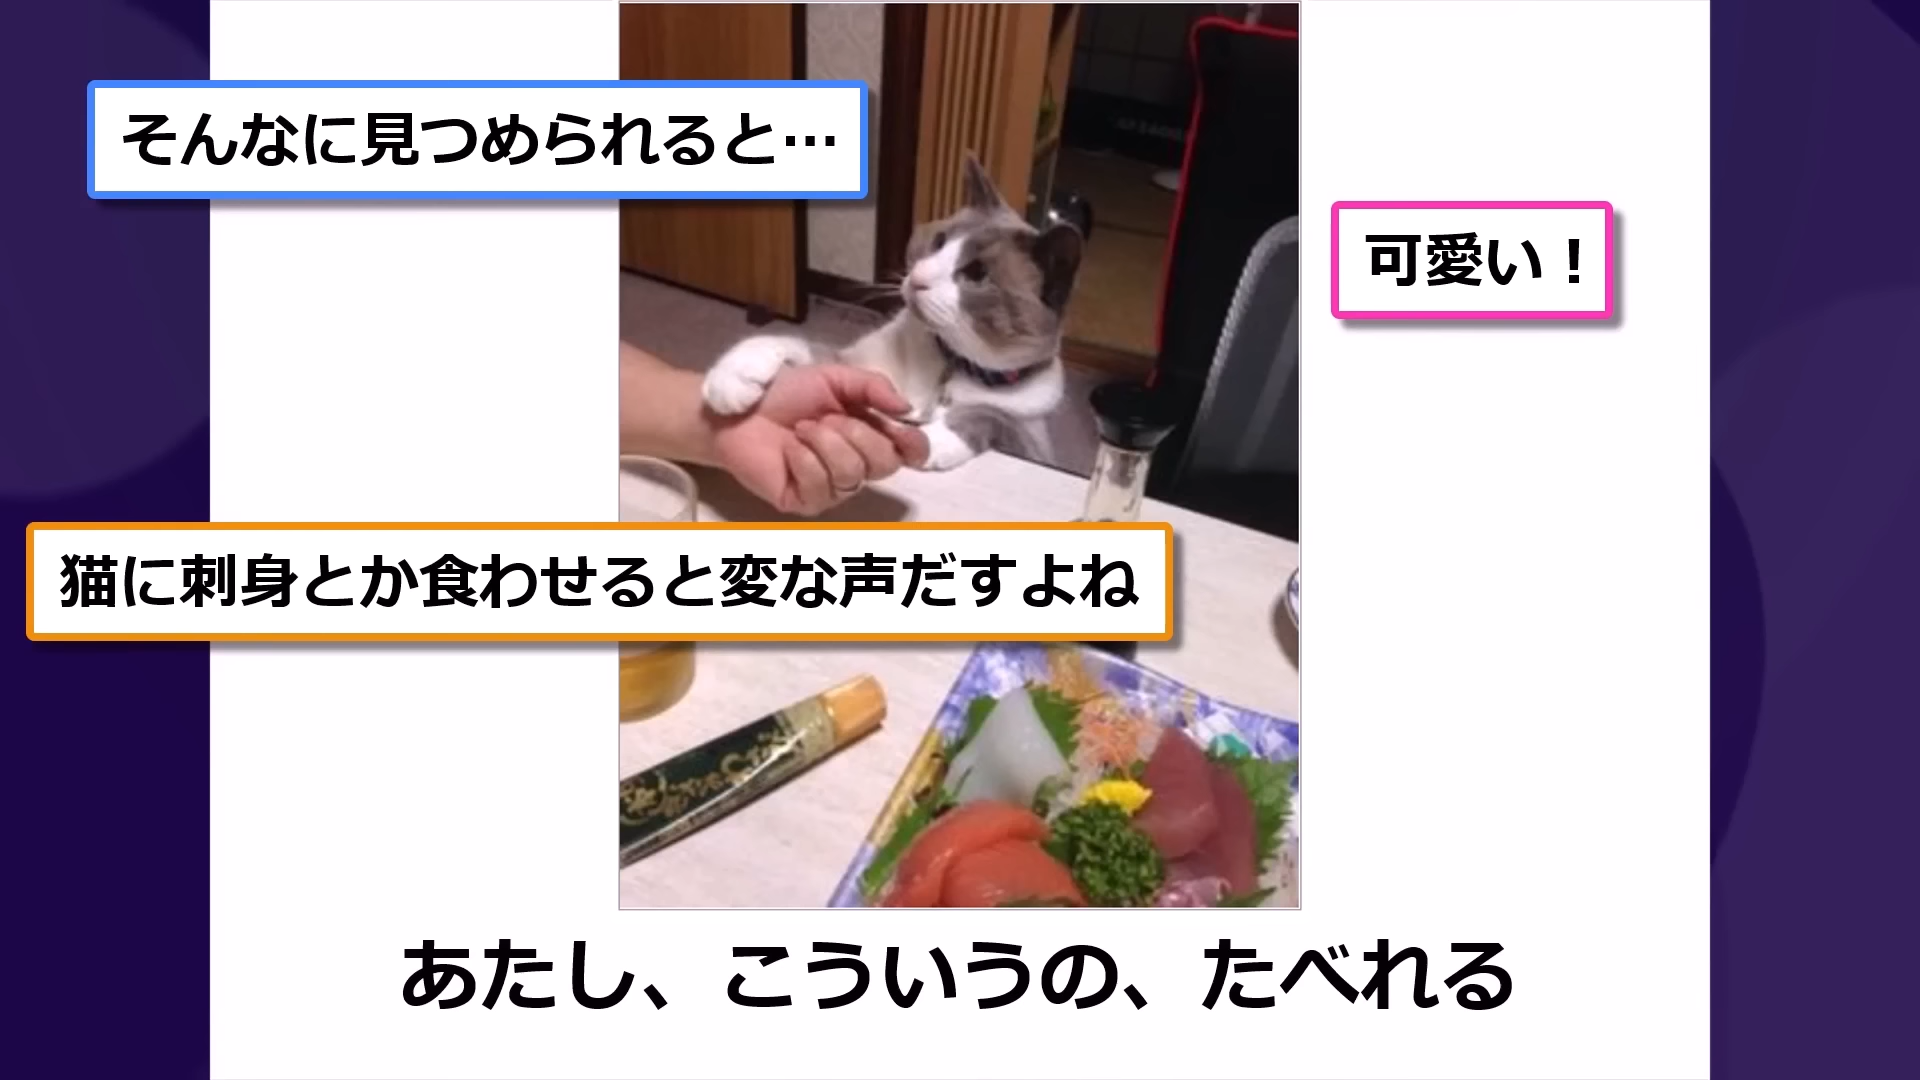 そんなに見つめられると…
可愛い！
猫に刺身とか食わせると変な声だすよね
あたし、こういうの、たべれる